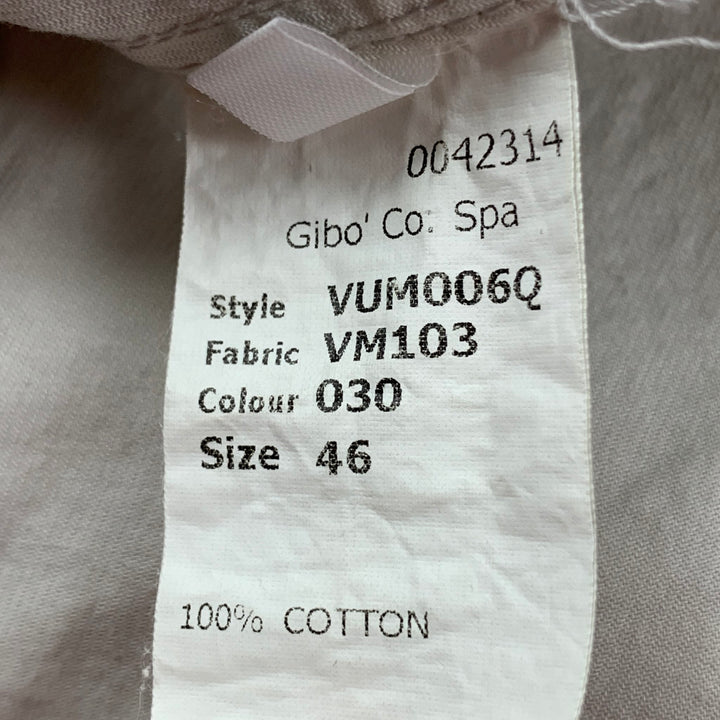 0042314
Gibo' Co. Spa
Style VUM006Q
Fabric VM103
Colour 030
Size 46
100% COTTON